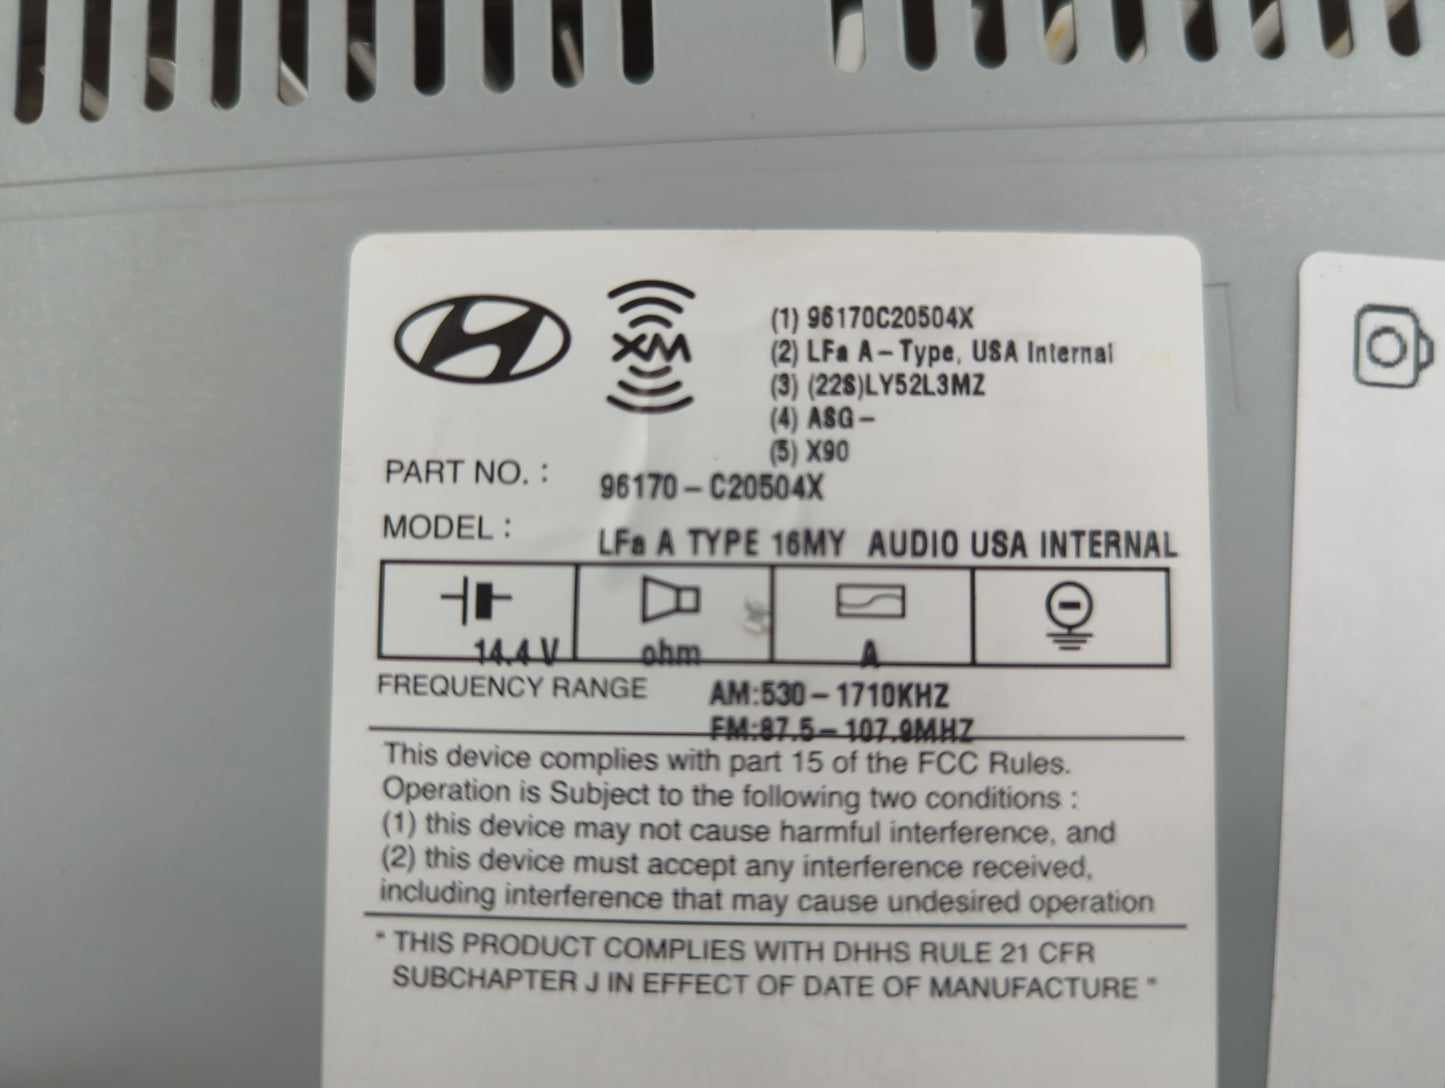 XM
(1) 96170C20504X
(2) LFa A-Type, USA Internal
(3) (22S)LY52L3MZ
(4) ASG-
(5) X90
PART NO. : 96170-C20504X
MODEL : LFa A TYPE 16MY AUDIO USA INTERNAL
14.4 V ohm A
FREQUENCY RANGE AM:530-1710KHZ
FM:87.5-107.9MHZ
This device complies with part 15 of the FCC Rules.
Operation is Subject to the following two conditions :
(1) this device may not cause harmful interference, and
(2) this device must accept any interference received,
including interference that may cause undesired operation
" THIS PRODUCT COMPLIES WITH DHHS RULE 21 CFR
SUBCHAPTER J IN EFFECT OF DATE OF MANUFACTURE "